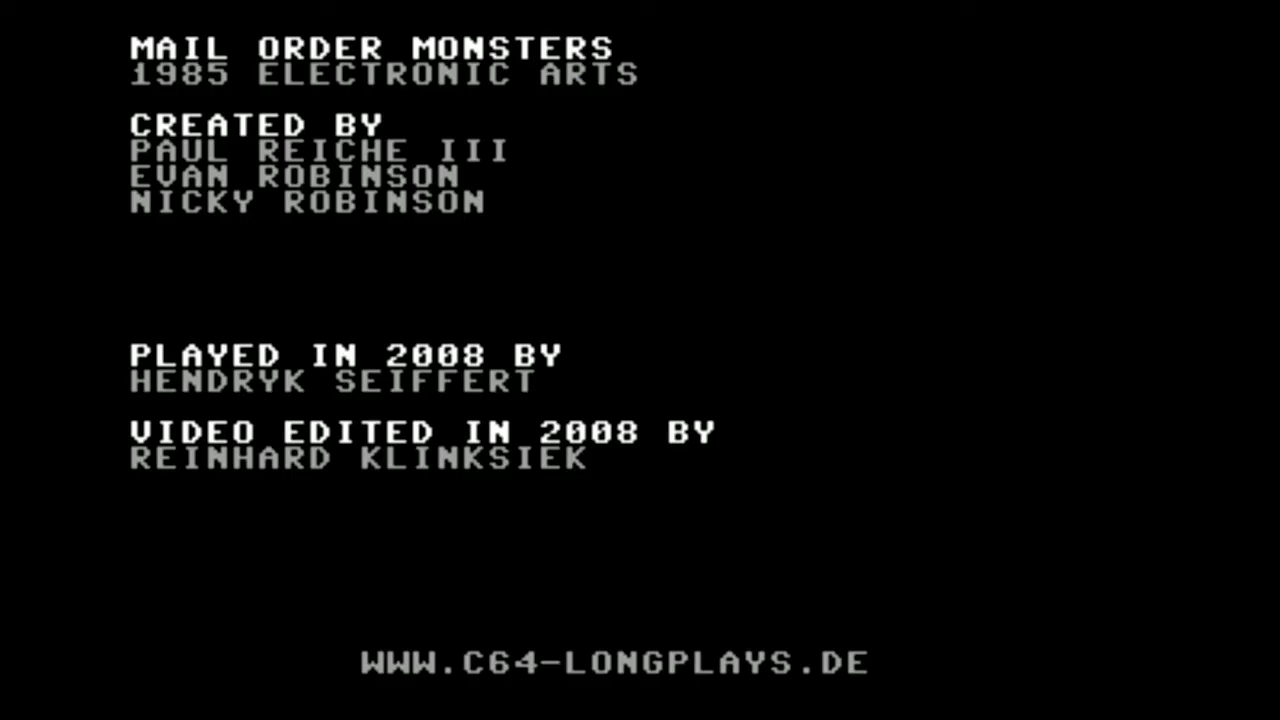 MAIL ORDER MONSTERS
1985 ELECTRONIC ARTS
CREATED BY
PAUL REICHE III
EVAN ROBINSON
NICKY ROBINSON
PLAYED IN 2008 BY
HENDRYK SEIFFERT
VIDEO EDITED IN 2008 BY
REINHARD KLINKSIEK
WWW.C64-LONGPLAYS.DE